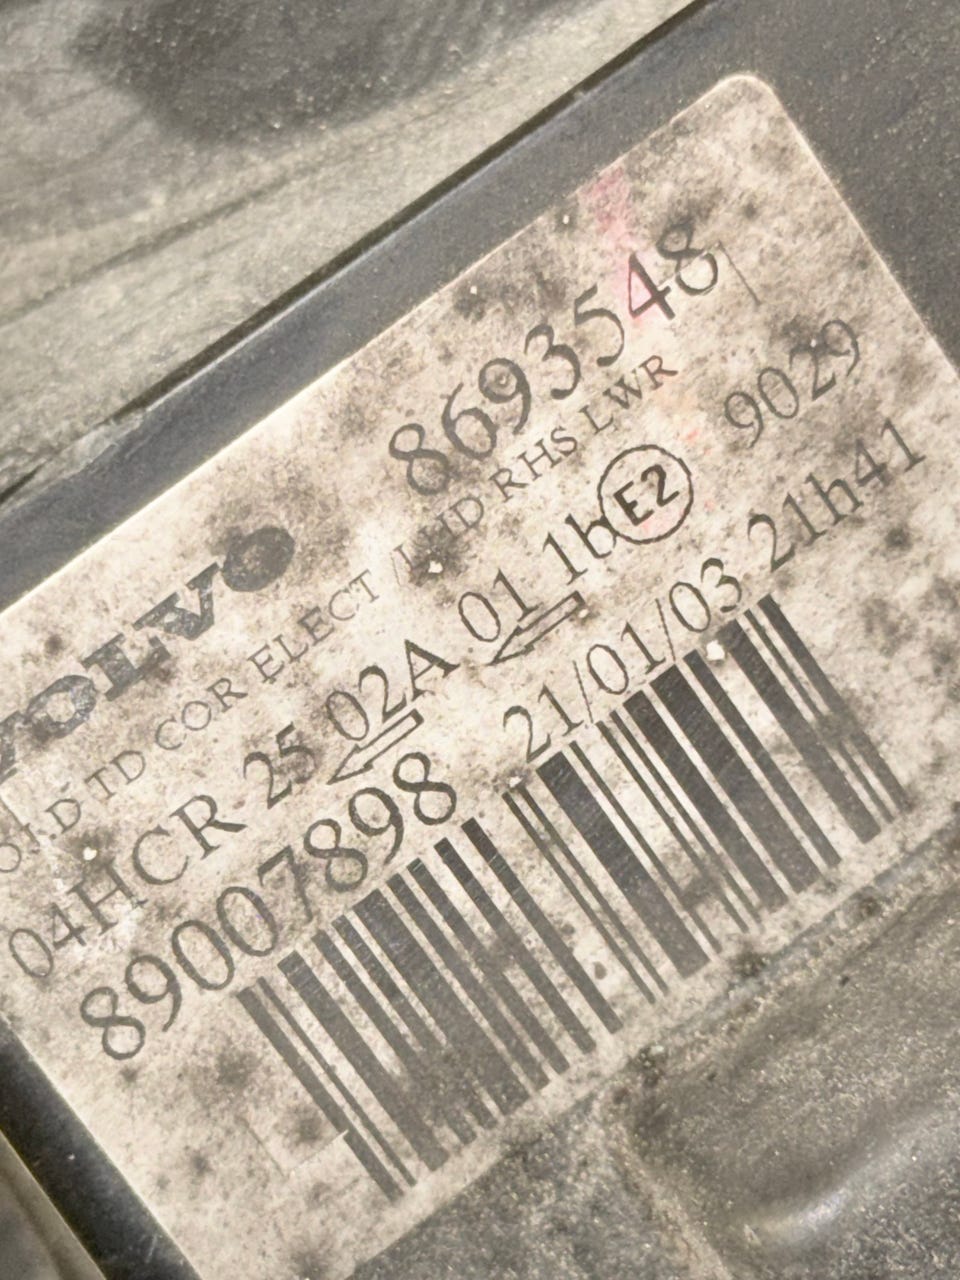 VOLVO 8693548
TD COR ELECT /LHD RHS LWR
04HCR 25 02A 01 1b E2 9029
89007898 21/01/03 21h41